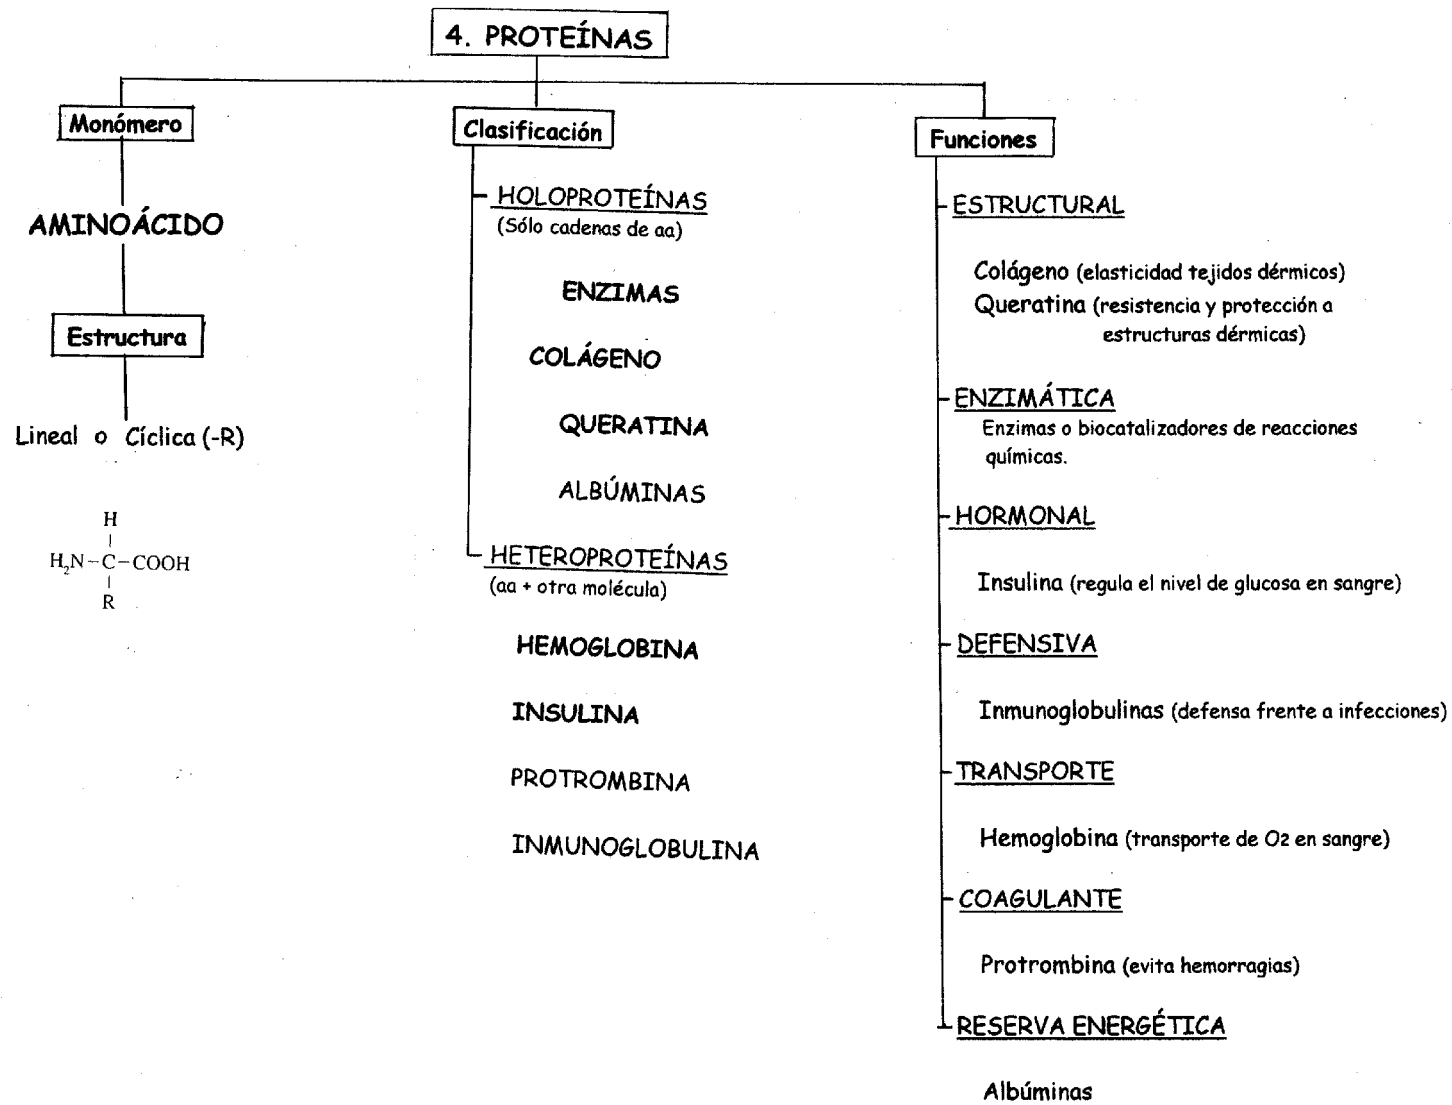 4. PROTEÍNAS
Monómero
AMINOÁCIDO
Estructura
Lineal o Cíclica (-R)
H
H₂N-C-COOH
R
Clasificación
HOLOPROTEÍNAS
(Sólo cadenas de aa)
ENZIMAS
COLÁGENO
QUERATINA
ALBÚMINAS
HETEROPROTEÍNAS
(aa + otra molécula)
HEMOGLOBINA
INSULINA
PROTROMBINA
INMUNOGLOBULINA
Funciones
ESTRUCTURAL
Colágeno (elasticidad tejidos dérmicos)
Queratina (resistencia y protección a
estructuras dérmicas)
ENZIMÁTICA
Enzimas o biocatalizadores de reacciones
químicas.
HORMONAL
Insulina (regula el nivel de glucosa en sangre)
DEFENSIVA
Inmunoglobulinas (defensa frente a infecciones)
TRANSPORTE
Hemoglobina (transporte de O2 en sangre)
COAGULANTE
Protrombina (evita hemorragias)
RESERVA ENERGÉTICA
Albúminas